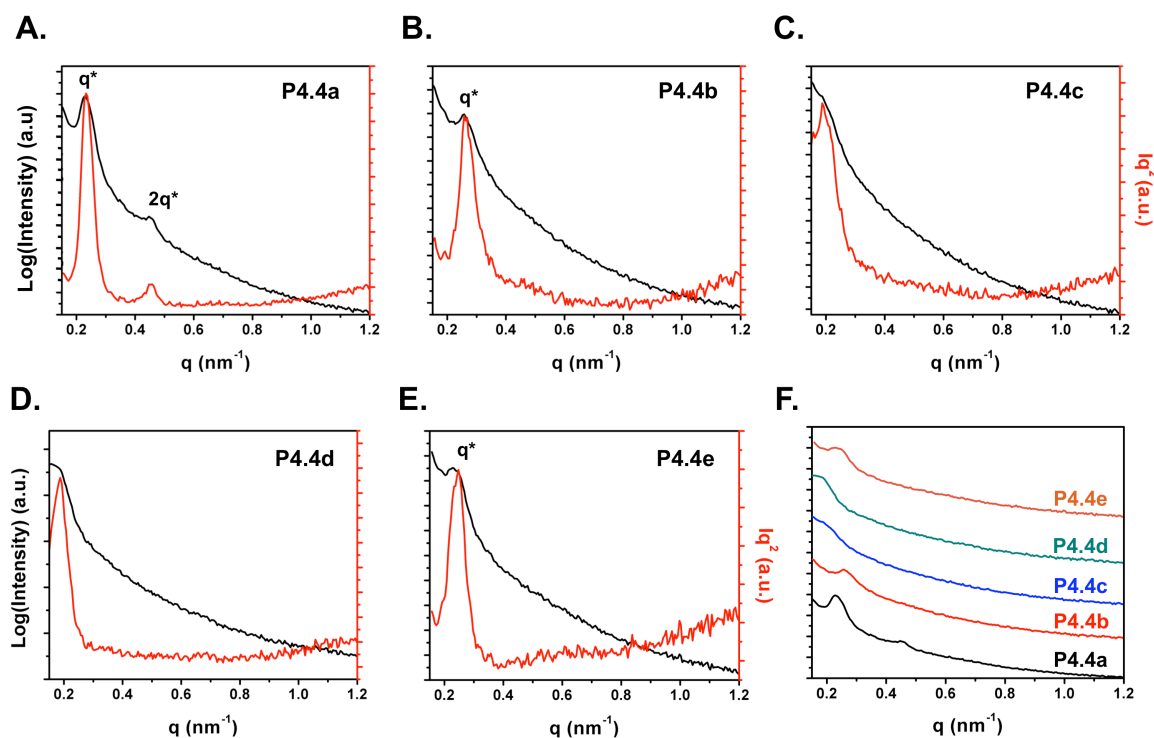 A.
q*
P4.4a
2q*
Log(Intensity) (a.u)
0.2 0.4 0.6 0.8 1.0 1.2
q (nm-1)
B.
q*
P4.4b
0.2 0.4 0.6 0.8 1.0 1.2
q (nm-1)
C.
P4.4c
Iq² (a.u.)
0.2 0.4 0.6 0.8 1.0 1.2
q (nm-1)
D.
P4.4d
Log(Intensity) (a.u.)
0.2 0.4 0.6 0.8 1.0 1.2
q (nm-1)
E.
q*
P4.4e
Iq² (a.u.)
0.2 0.4 0.6 0.8 1.0 1.2
q (nm-1)
F.
P4.4e
P4.4d
P4.4c
P4.4b
P4.4a
0.2 0.4 0.6 0.8 1.0 1.2
q (nm-1)